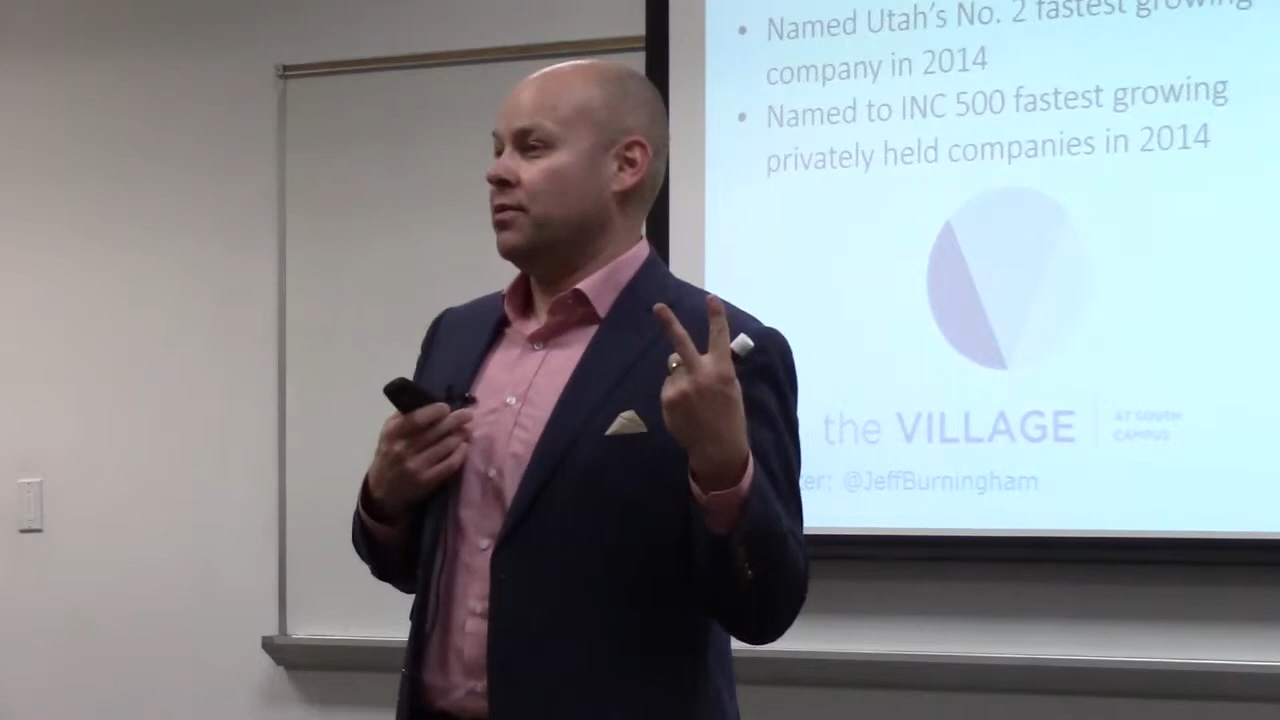 • Named Utah's No. 2 fastest growing
company in 2014
• Named to INC 500 fastest growing
privately held companies in 2014
the VILLAGE
AT SOUTH
CAMPUS
@JeffBurningham